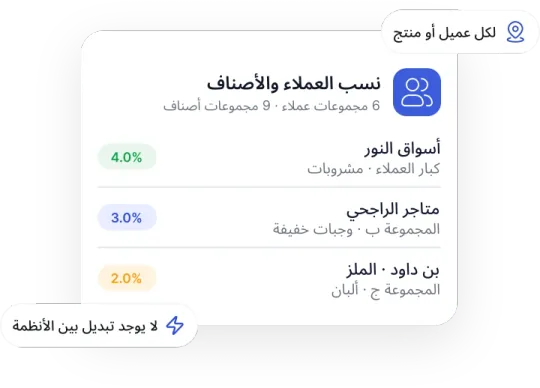 لكل عميل أو منتج
نسب العملاء والأصناف
6 مجموعات عملاء · 9 مجموعات أصناف
أسواق النور
كبار العملاء · مشروبات
4.0%
متاجر الراجحي
المجموعة ب · وجبات خفيفة
3.0%
بن داود · الملز
المجموعة ج · ألبان
2.0%
لا يوجد تبديل بين الأنظمة